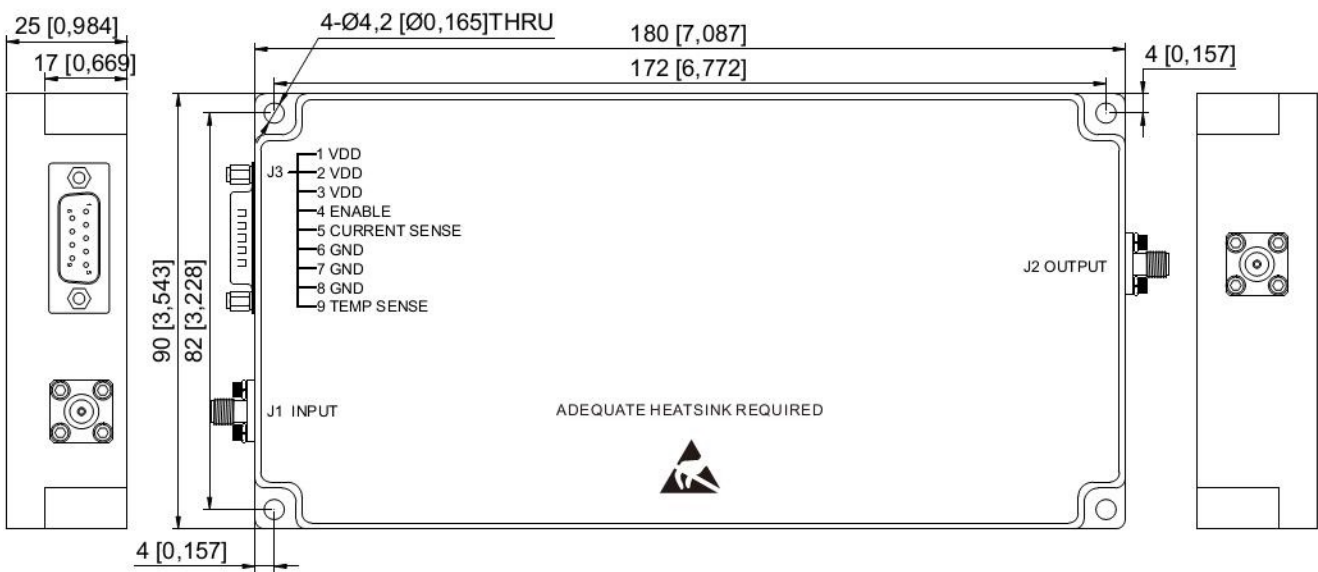 25 [0,984]
17 [0,669]
4-Ø4,2 [Ø0,165]THRU
180 [7,087]
172 [6,772]
4 [0,157]
J3
1 VDD
2 VDD
3 VDD
4 ENABLE
5 CURRENT SENSE
6 GND
7 GND
8 GND
9 TEMP SENSE
90 [3,543]
82 [3,228]
J2 OUTPUT
J1 INPUT
ADEQUATE HEATSINK REQUIRED
4 [0,157]